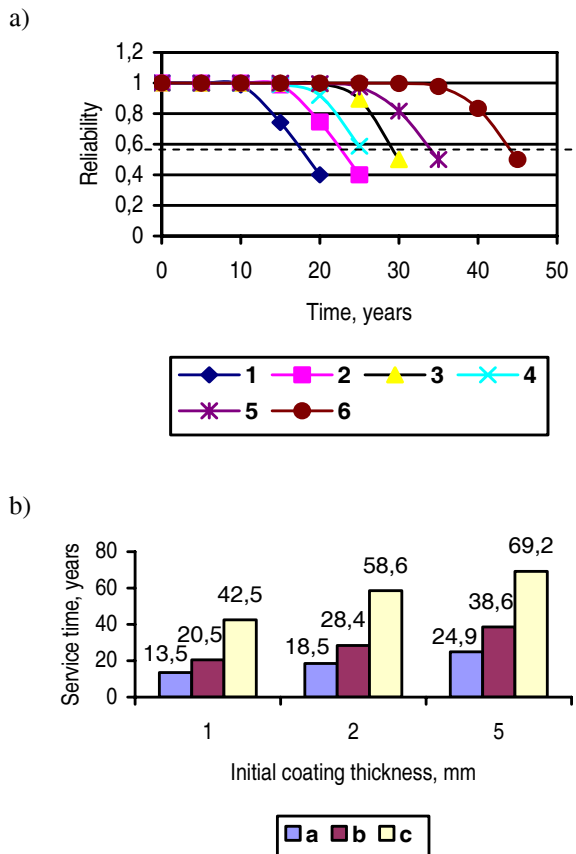 a)
1,2
1
0,8
0,6
0,4
0,2
0
Reliability
0 10 20 30 40 50
Time, years
1 2 3 4
5 6
b)
80
60
40
20
0
Service time, years
13,5 20,5 42,5 18,5 28,4 58,6 24,9 38,6 69,2
1 2 5
Initial coating thickness, mm
a b c